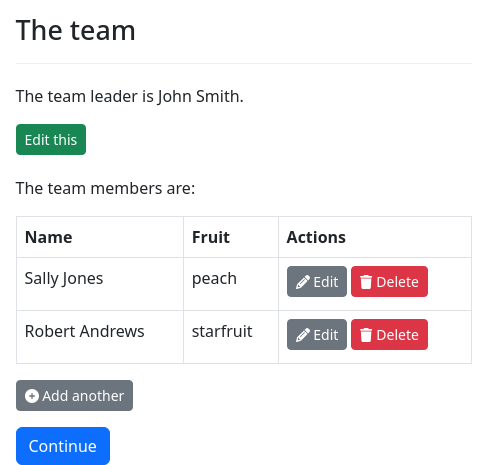 The team
The team leader is John Smith.
Edit this
The team members are:
Name Fruit Actions
Sally Jones peach Edit Delete
Robert Andrews starfruit Edit Delete
Add another
Continue